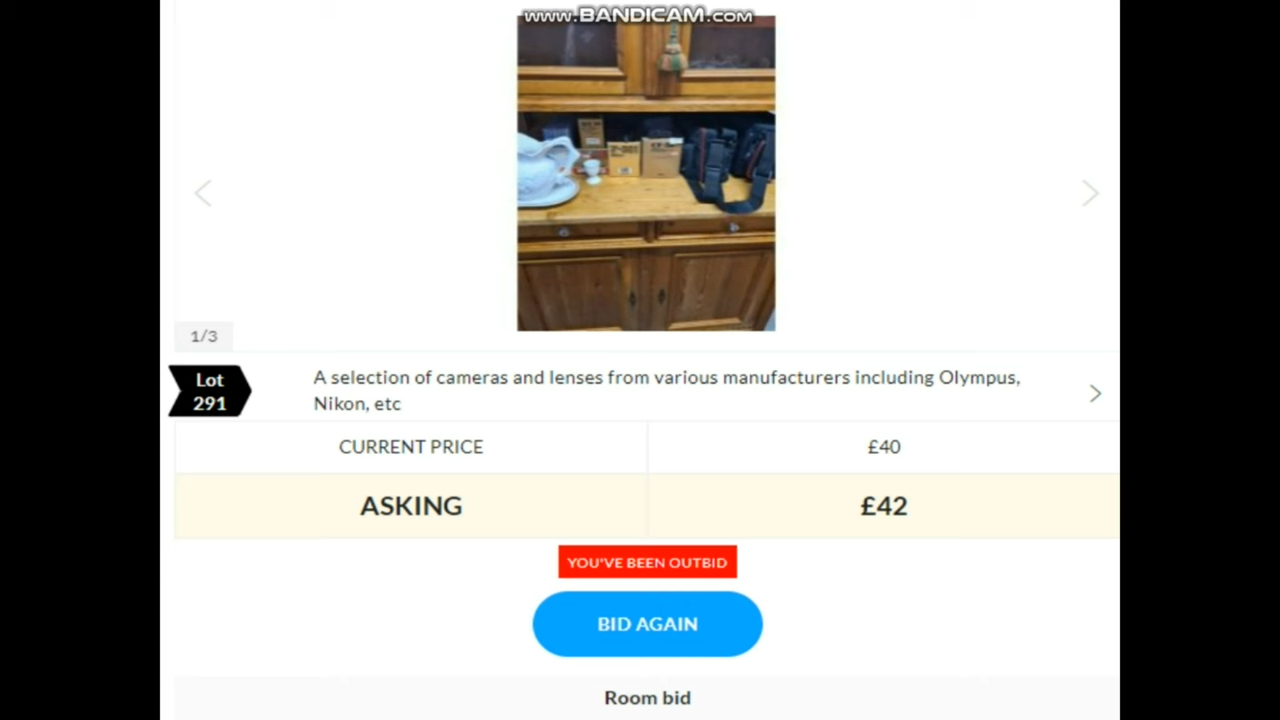 www.BANDICAM.com
1/3
Lot
291
A selection of cameras and lenses from various manufacturers including Olympus,
Nikon, etc
CURRENT PRICE
£40
ASKING
£42
YOU'VE BEEN OUTBID
BID AGAIN
Room bid